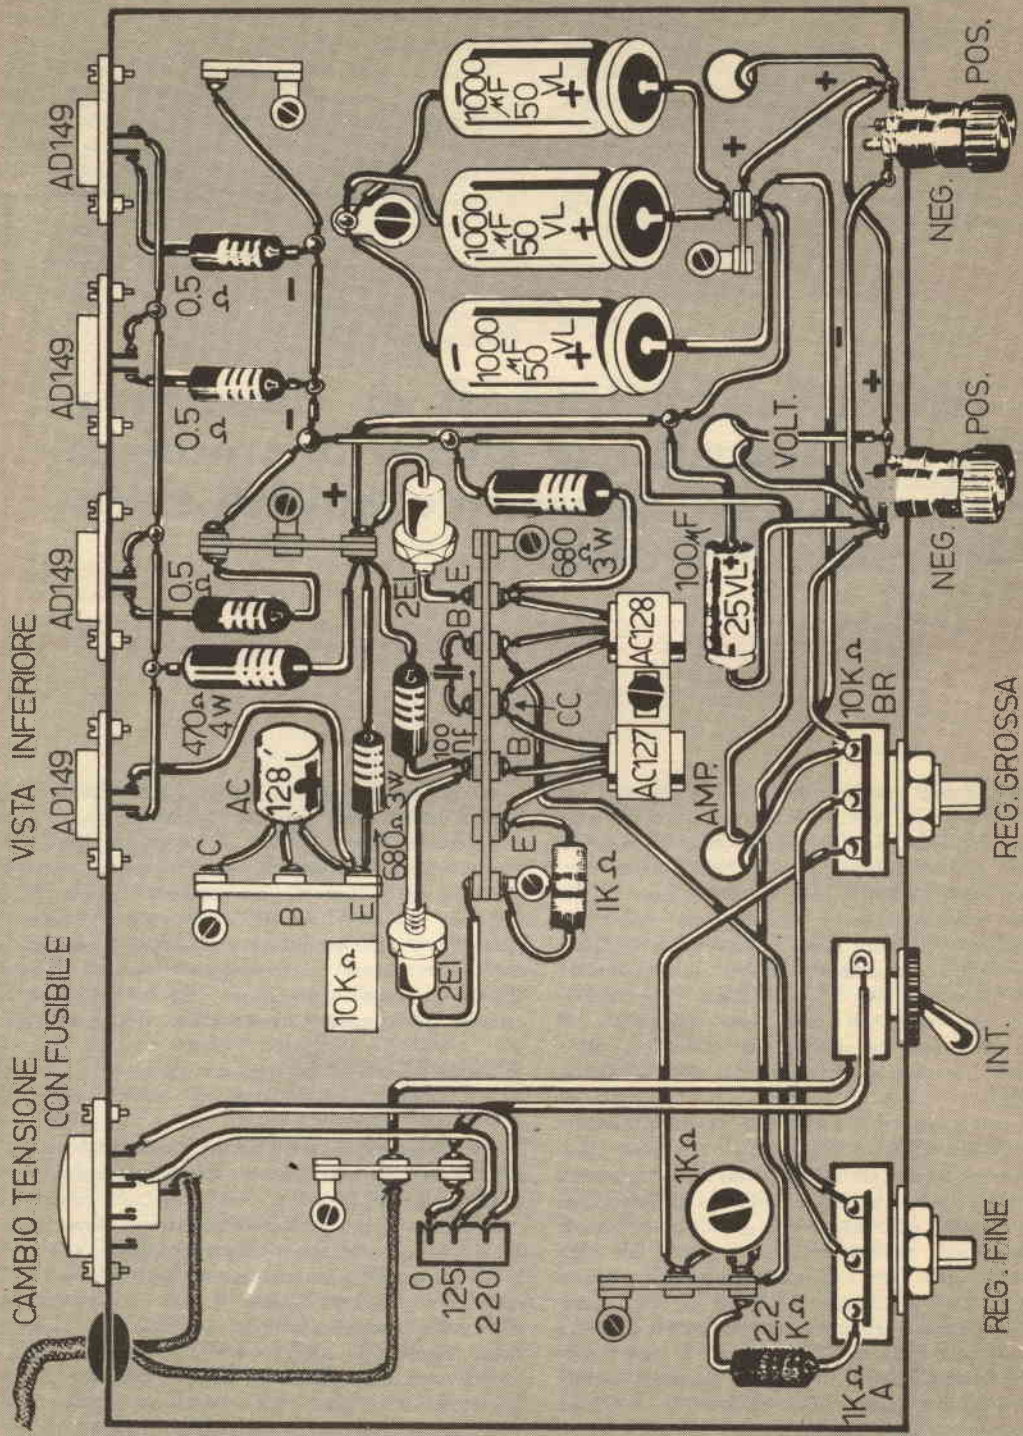 VISTA INFERIORE
CAMBIO TENSIONE
CON FUSIBILE
AD149
AD149
AD149
AD149
470Ω
4W
0.5
Ω
0.5
Ω
0.5
Ω
AC
128
C
B
E
+
-
-
10KΩ
680Ω 3W
2EI
2EI
100
nF
B
E
B
E
CC
680
Ω
3W
AC127
AC128
1KΩ
-
1000
µF
50
VL
+
-
1000
µF
50
VL
+
-
1000
µF
50
VL
+
+
+
-
+
100µF
- 25VL+
VOLT.
AMP.
0
125
220
1KΩ
2.2
KΩ
1KΩ
A
10KΩ
BR
REG. FINE
INT.
REG. GROSSA
NEG.
POS.
NEG.
POS.